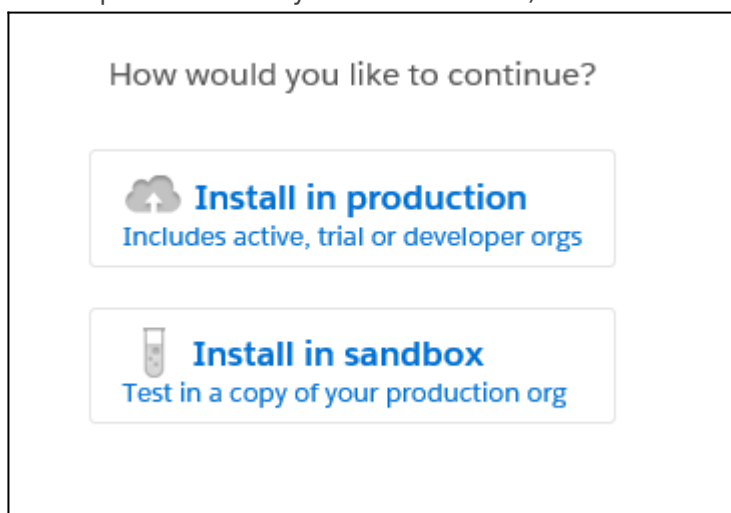 How would you like to continue?
Install in production
Includes active, trial or developer orgs
Install in sandbox
Test in a copy of your production org